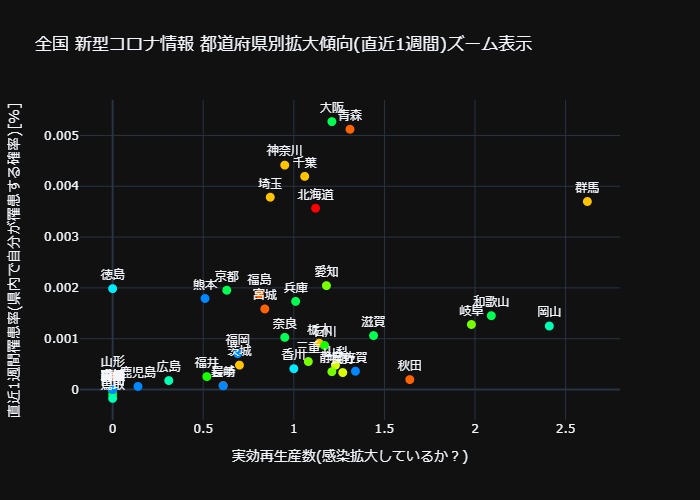 全国 新型コロナ情報 都道府県別拡大傾向(直近1週間)ズーム表示
直近1週間罹患率(県内で自分が罹患する確率)[%]
0.005
0.004
0.003
0.002
0.001
0
大阪
青森
神奈川
千葉
埼玉
北海道
群馬
徳島
熊本
京都
福島
宮城
兵庫
愛知
岐阜
和歌山
岡山
奈良
滋賀
福岡
茨城
香川
山形
鳥取
鹿児島
広島
福井
秋田
0
0.5
1
1.5
2
2.5
実効再生産数(感染拡大しているか？)